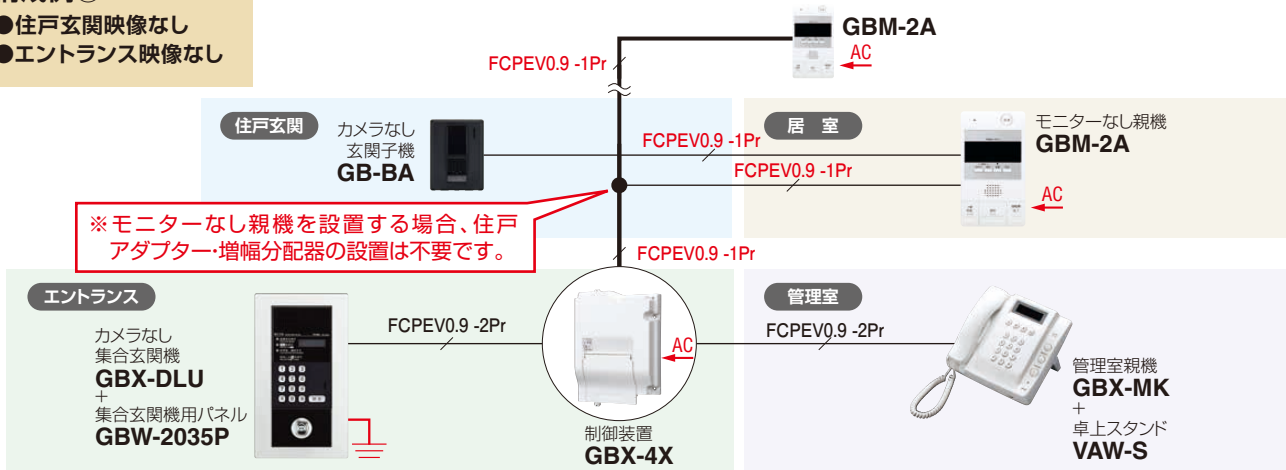 ●住戸玄関映像なし
●エントランス映像なし
GBM-2A
AC
FCPEV0.9 -1Pr
住戸玄関
カメラなし
玄関子機
GB-BA
FCPEV0.9 -1Pr
FCPEV0.9 -1Pr
居 室
モニターなし親機
GBM-2A
AC
※モニターなし親機を設置する場合、住戸
アダプター・増幅分配器の設置は不要です。
FCPEV0.9 -1Pr
エントランス
カメラなし
集合玄関機
GBX-DLU
+
集合玄関機用パネル
GBW-2035P
FCPEV0.9 -2Pr
AC
制御装置
GBX-4X
管理室
FCPEV0.9 -2Pr
管理室親機
GBX-MK
+
卓上スタンド
VAW-S